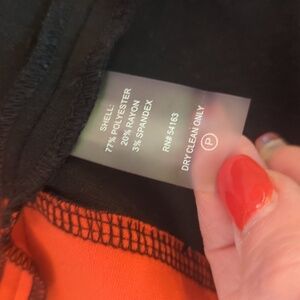 SHELL:
77% POLYESTER
20% RAYON
3% SPANDEX
RN# 54163
DRY CLEAN ONLY
P